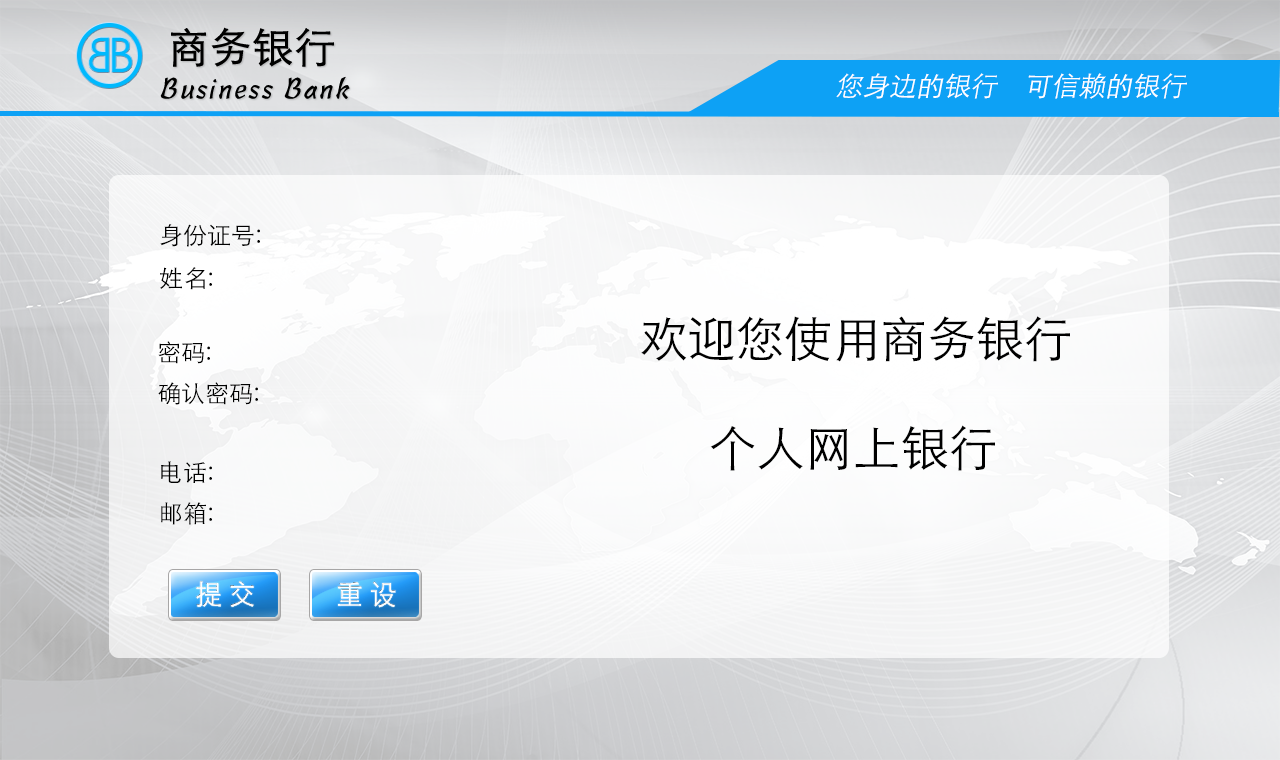 商务银行
Business Bank
您身边的银行 可信赖的银行
身份证号:
姓名:
密码:
确认密码:
电话:
邮箱:
欢迎您使用商务银行
个人网上银行
提交
重设